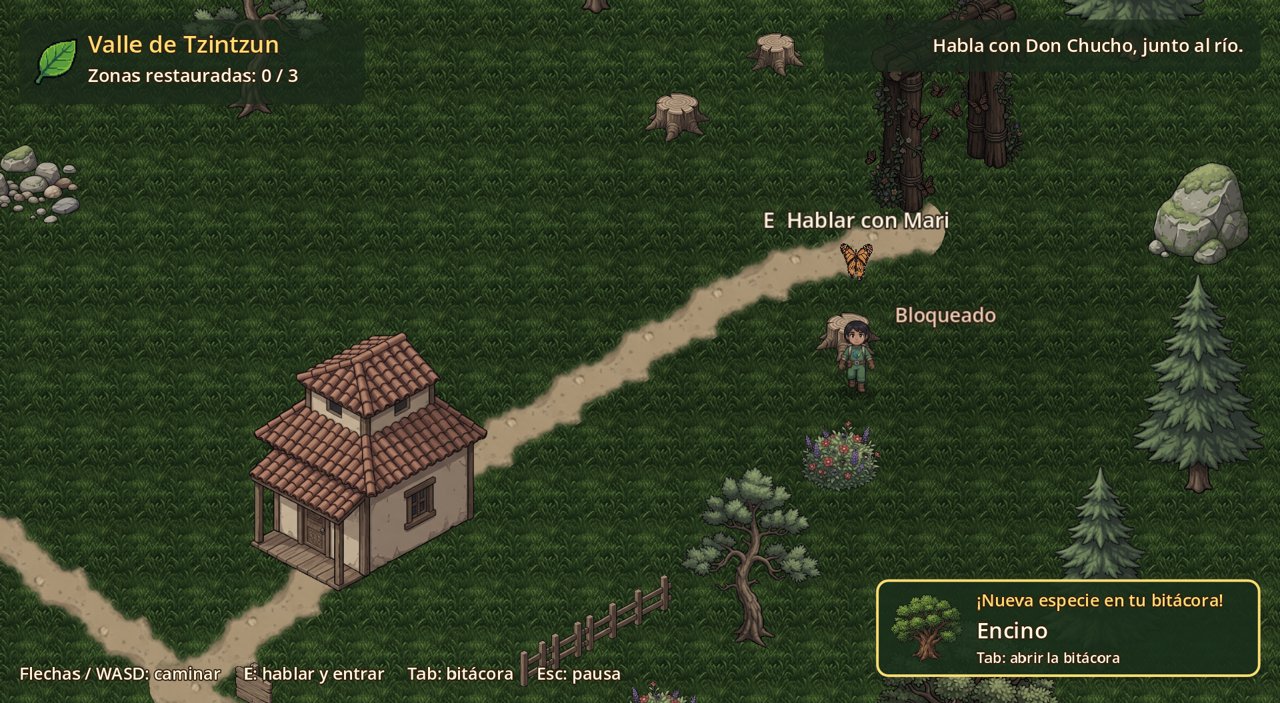 Valle de Tzintzun
Zonas restauradas: 0 / 3
Habla con Don Chucho, junto al río.
E Hablar con Mari
Bloqueado
¡Nueva especie en tu bitácora!
Encino
Tab: abrir la bitácora
Flechas / WASD: caminar E: hablar y entrar Tab: bitácora Esc: pausa